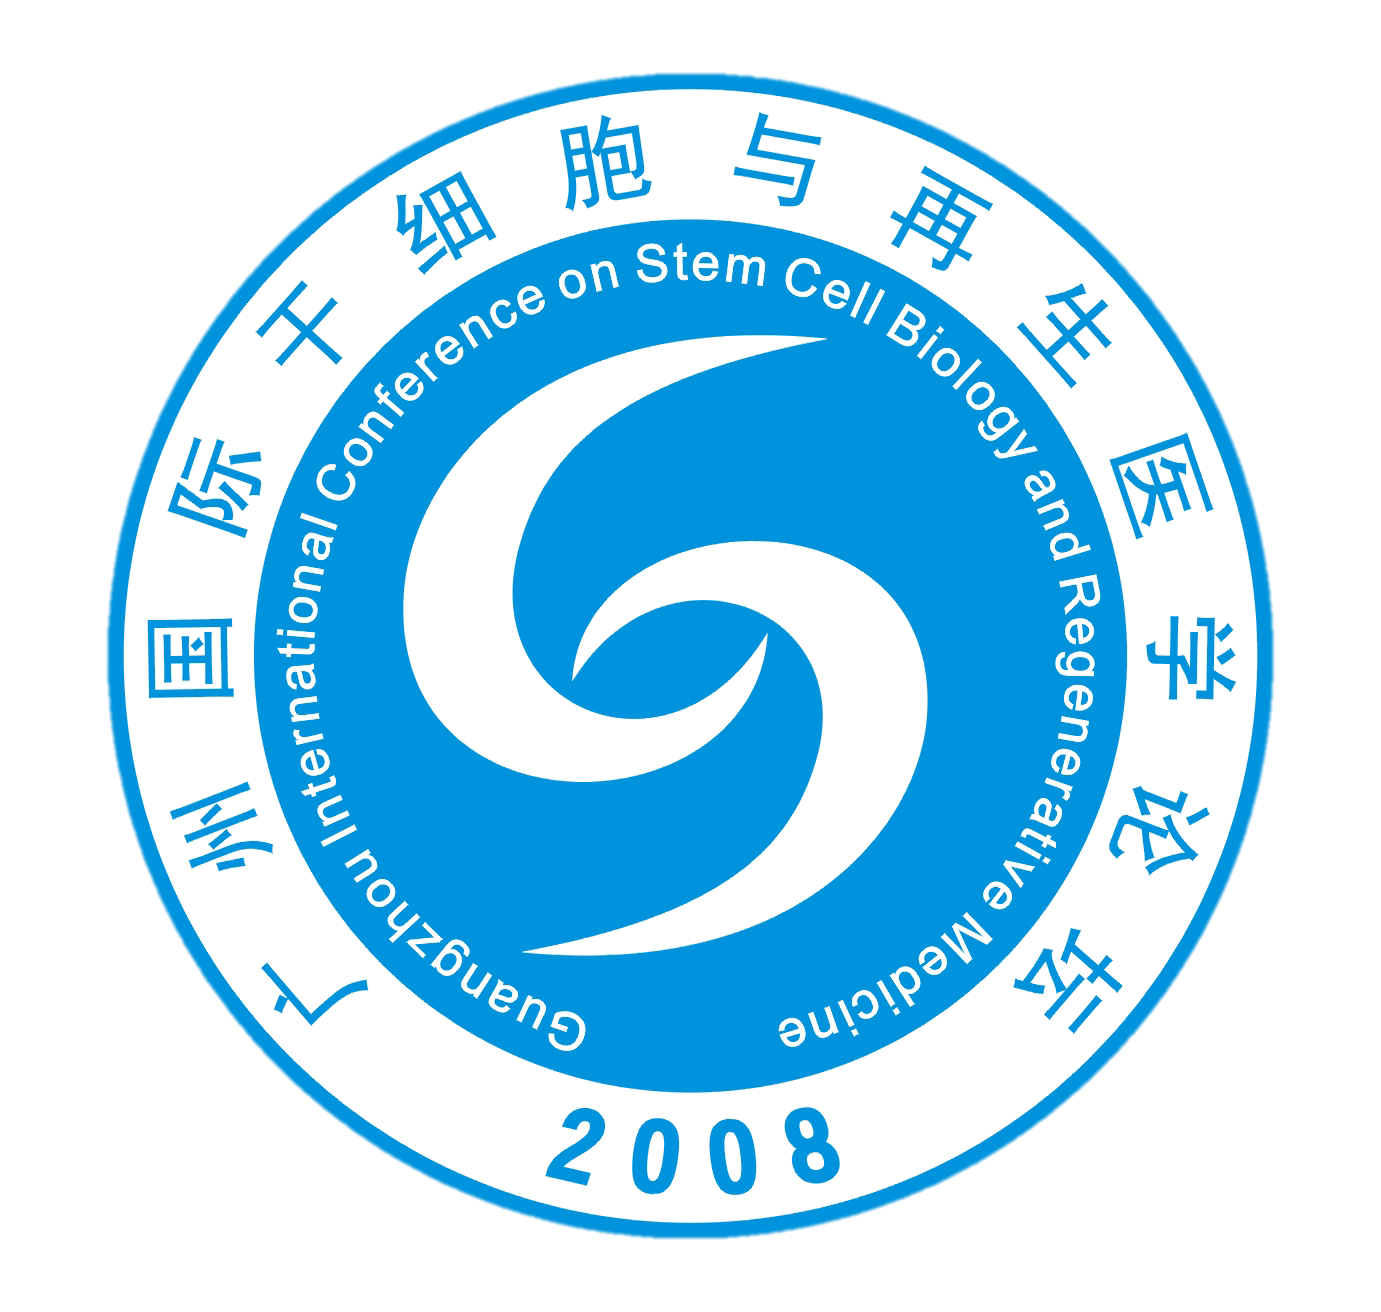 广州国际干细胞与再生医学论坛
Guangzhou International Conference on Stem Cell Biology and Regenerative Medicine
2008